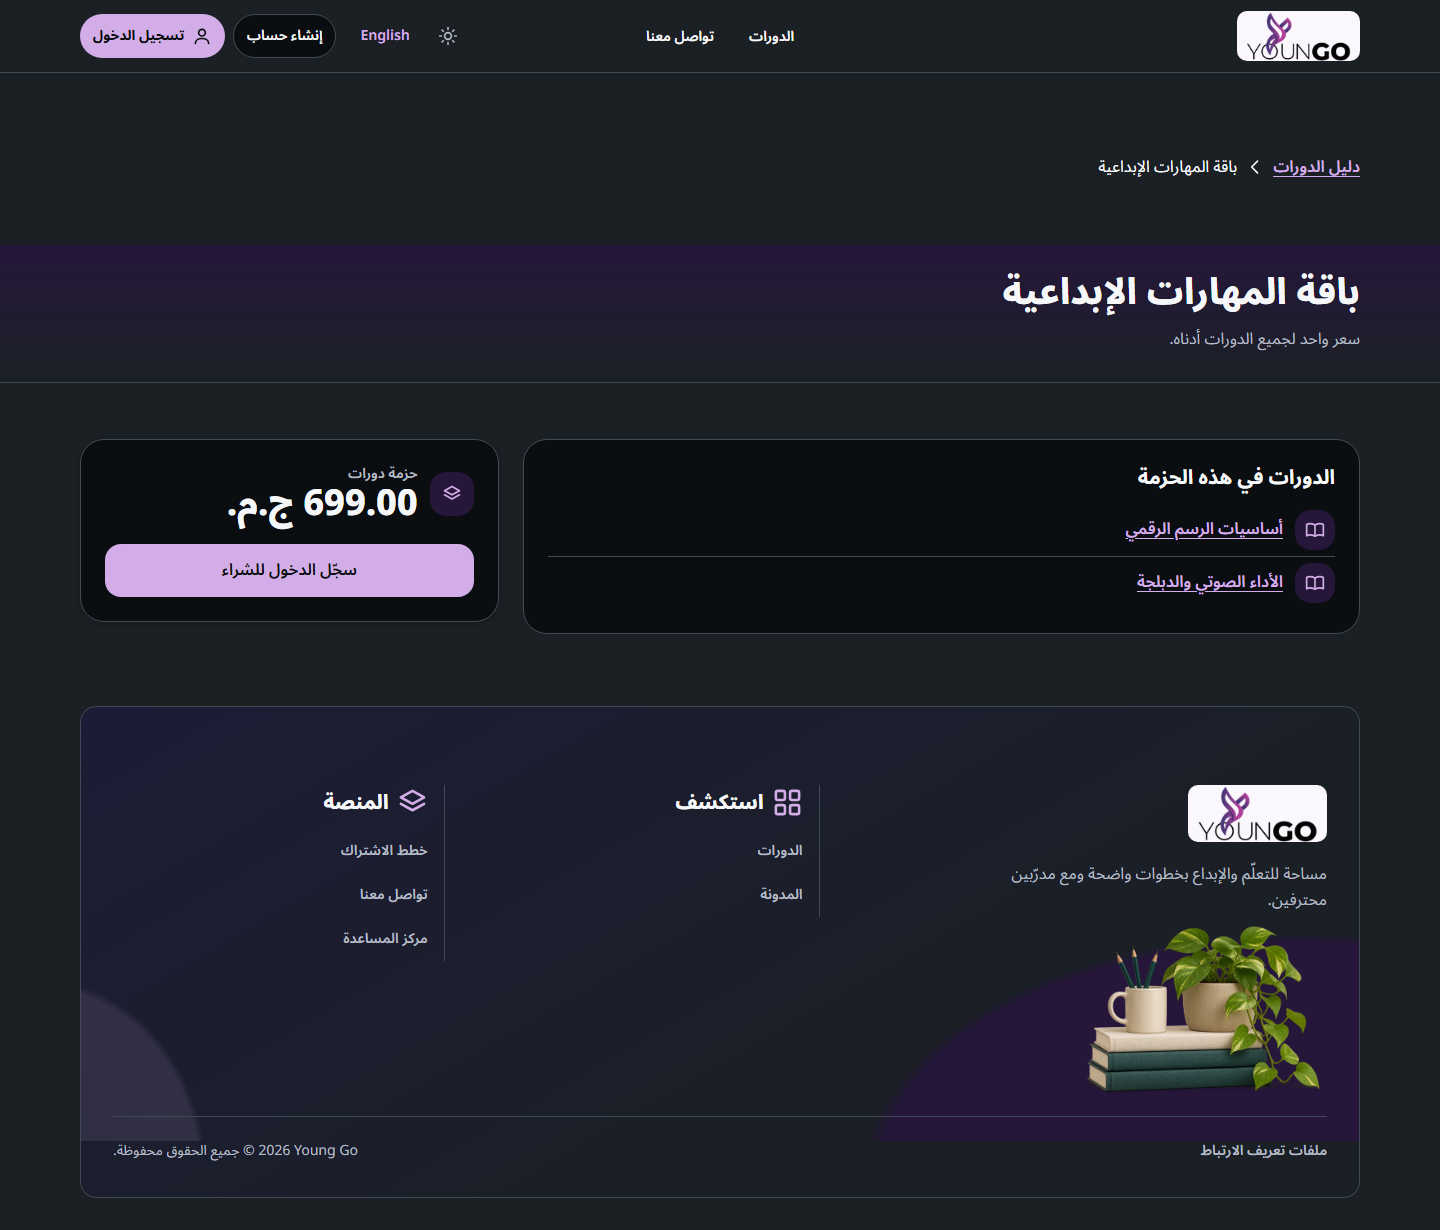 YOUNGO
الدورات
تواصل معنا
English
إنشاء حساب
تسجيل الدخول
دليل الدورات
باقة المهارات الإبداعية
باقة المهارات الإبداعية
سعر واحد لجميع الدورات أدناه.
الدورات في هذه الحزمة
أساسيات الرسم الرقمي
الأداء الصوتي والدبلجة
حزمة دورات
699.00 ج.م.
سجّل الدخول للشراء
YOUNGO
مساحة للتعلّم والإبداع بخطوات واضحة ومع مدرّبين
محترفين.
استكشف
الدورات
المدونة
المنصة
خطط الاشتراك
تواصل معنا
مركز المساعدة
ملفات تعريف الارتباط
Young Go 2026 © جميع الحقوق محفوظة.